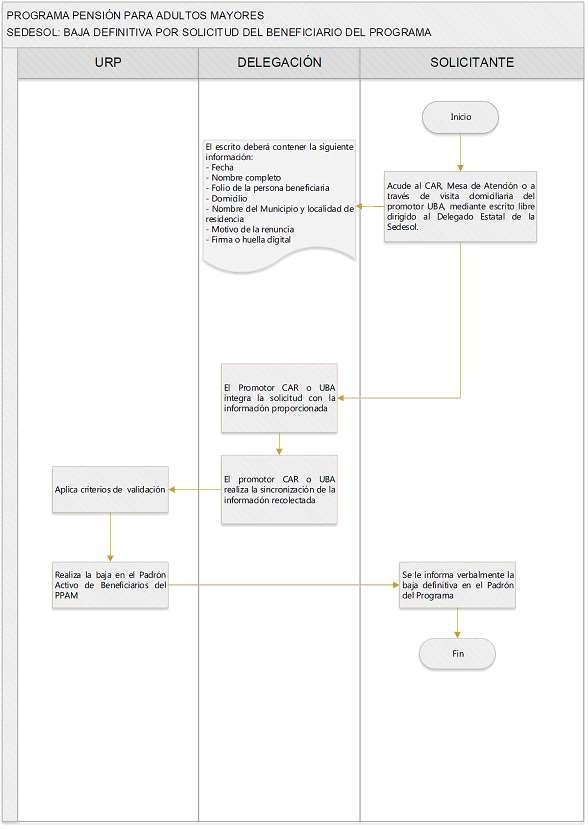 PROGRAMA PENSIÓN PARA ADULTOS MAYORES
SEDESOL: BAJA DEFINITIVA POR SOLICITUD DEL BENEFICIARIO DEL PROGRAMA
URP
DELEGACIÓN
SOLICITANTE
Inicio
Acude al CAR, Mesa de Atención o a
través de visita domiciliaria del
promotor UBA, mediante escrito libre
dirigido al Delegado Estatal de la
Sedesol.
El escrito deberá contener la siguiente
información:
- Fecha
- Nombre completo
- Folio de la persona beneficiaria
- Domicilio
- Nombre del Municipio y localidad de
residencia
- Motivo de la renuncia
- Firma o huella digital
El Promotor CAR o UBA
integra la solicitud con la
información proporcionada
El promotor CAR o UBA
realiza la sincronización de la
información recolectada
Aplica criterios de validación
Realiza la baja en el Padrón
Activo de Beneficiarios del
PPAM
Se le informa verbalmente la
baja definitiva en el Padrón
del Programa
Fin